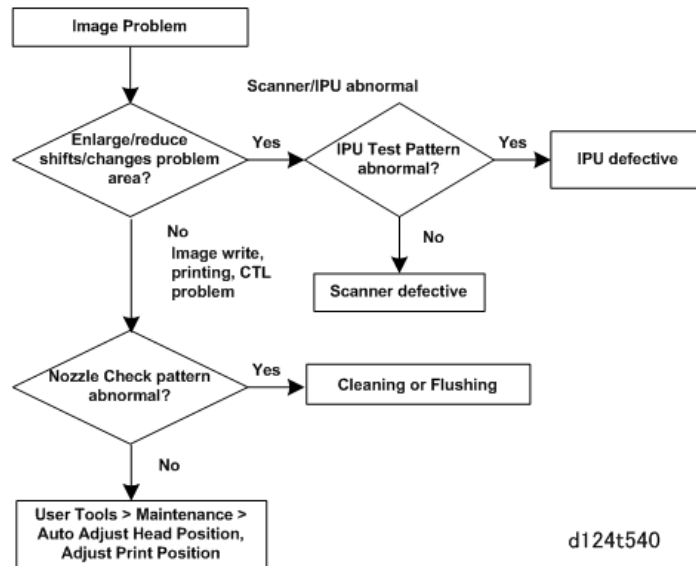 Image Problem
Scanner/IPU abnormal
Enlarge/reduce
shifts/changes problem
area?
Yes
IPU Test Pattern
abnormal?
Yes
IPU defective
No
Image write,
printing, CTL
problem
No
Scanner defective
Nozzle Check pattern
abnormal?
Yes
Cleaning or Flushing
No
User Tools > Maintenance >
Auto Adjust Head Position,
Adjust Print Position
d124t540